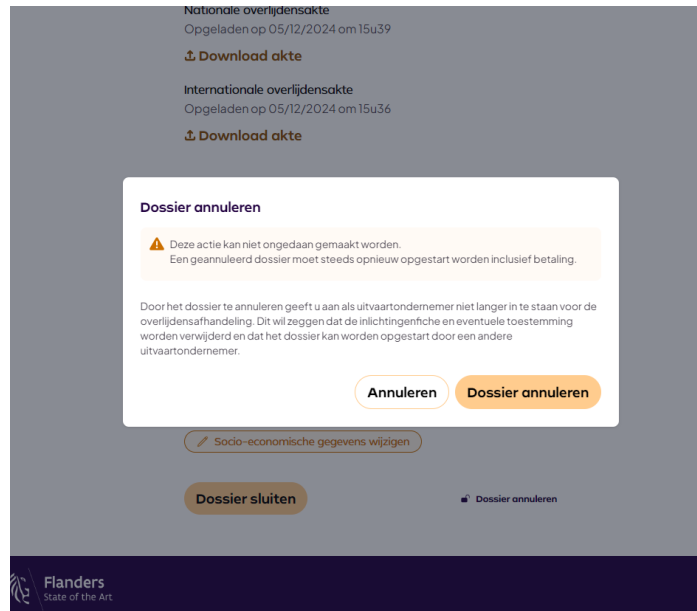 Nationale overlijdensakte
Opgeladen op 05/12/2024 om 15u39
Download akte
Internationale overlijdensakte
Opgeladen op 05/12/2024 om 15u36
Download akte
Dossier annuleren
Deze actie kan niet ongedaan gemaakt worden.
Een geannuleerd dossier moet steeds opnieuw opgestart worden inclusief betaling.
Door het dossier te annuleren geeft u aan als uitvaartondernemer niet langer in te staan voor de
overlijdensafhandeling. Dit wil zeggen dat de inlichtingenfiche en eventuele toestemming
worden verwijderd en dat het dossier kan worden opgestart door een andere
uitvaartondernemer.
Annuleren Dossier annuleren
Socio-economische gegevens wijzigen
Dossier sluiten Dossier annuleren
Flanders
State of the Art